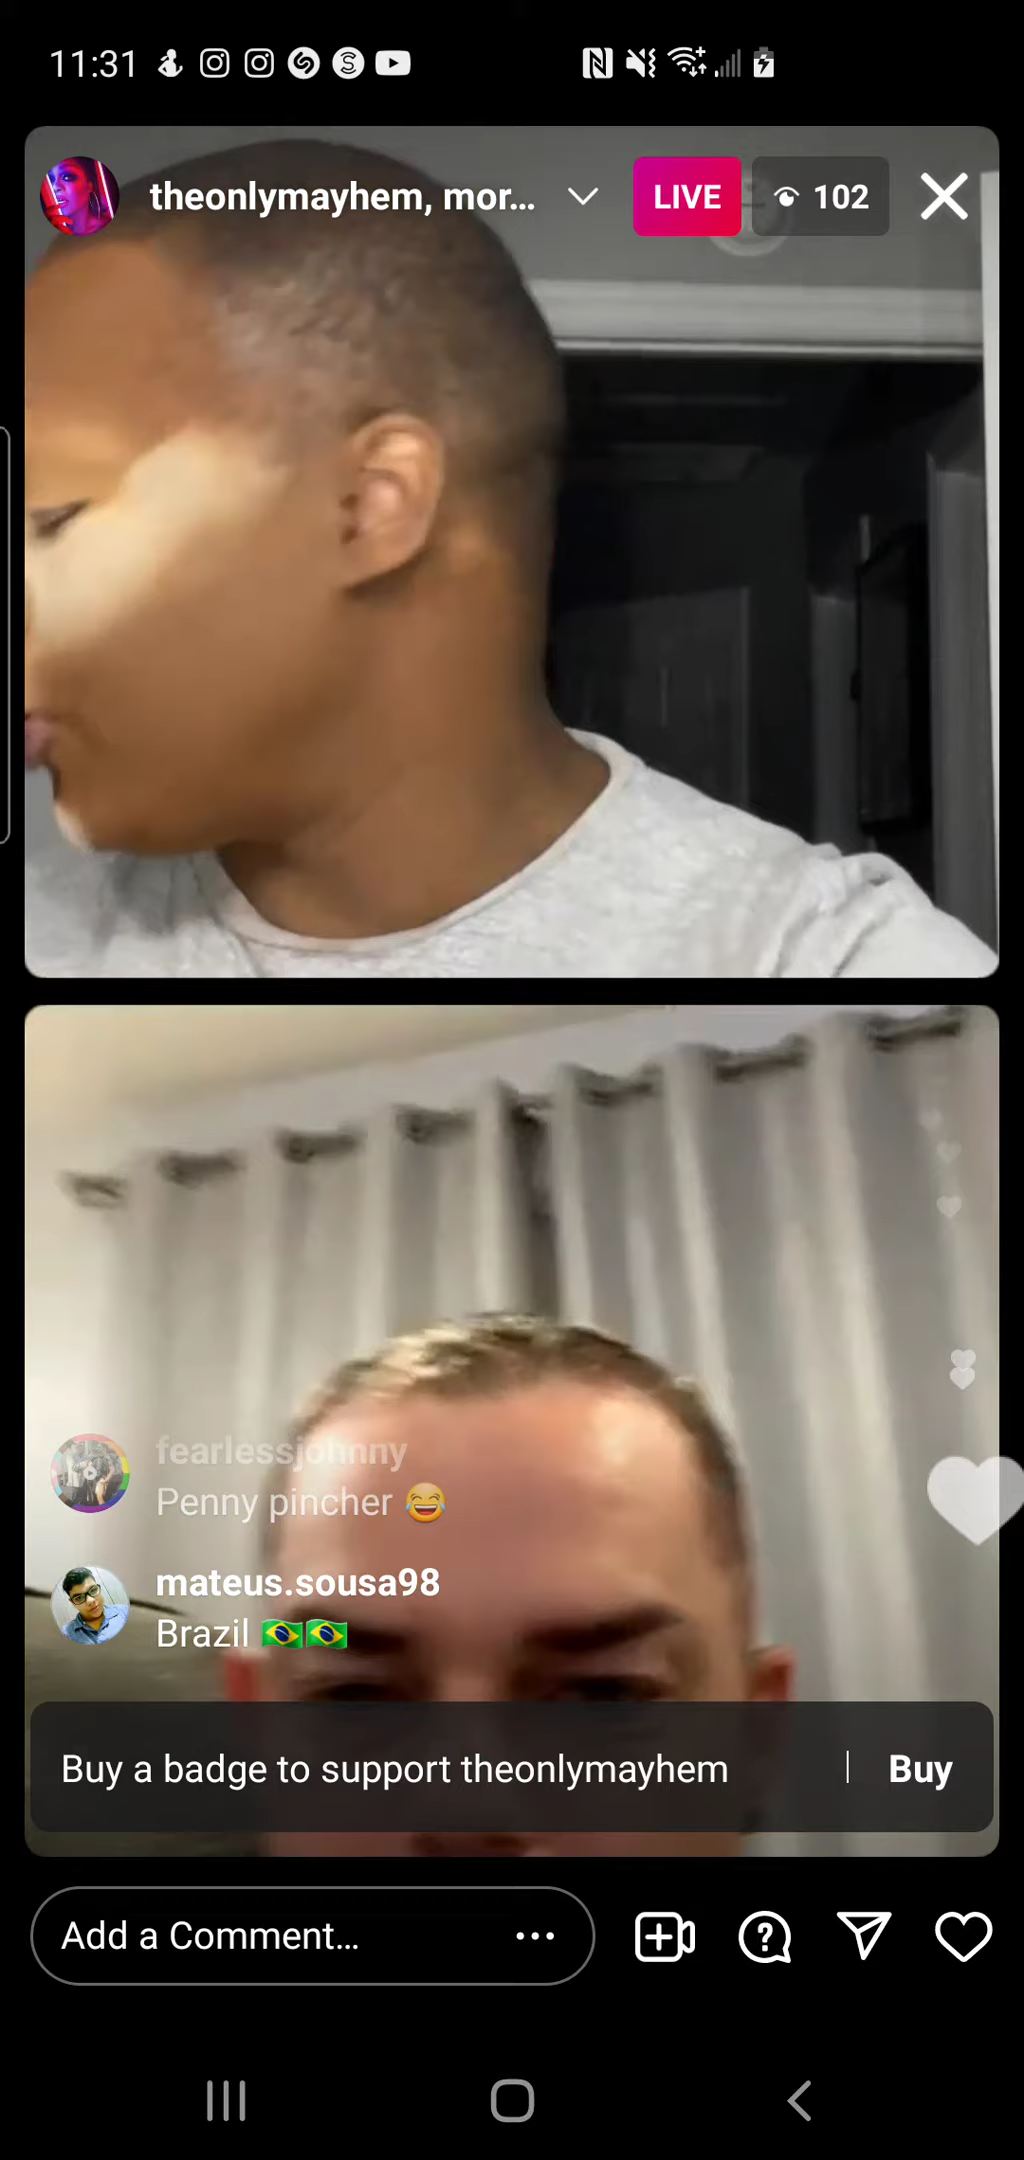 11:31
theonlymayhem, mor... LIVE 102
fearlessjohnny
Penny pincher 😂
mateus.sousa98
Brazil 🇧🇷🇧🇷
Buy a badge to support theonlymayhem | Buy
Add a Comment...